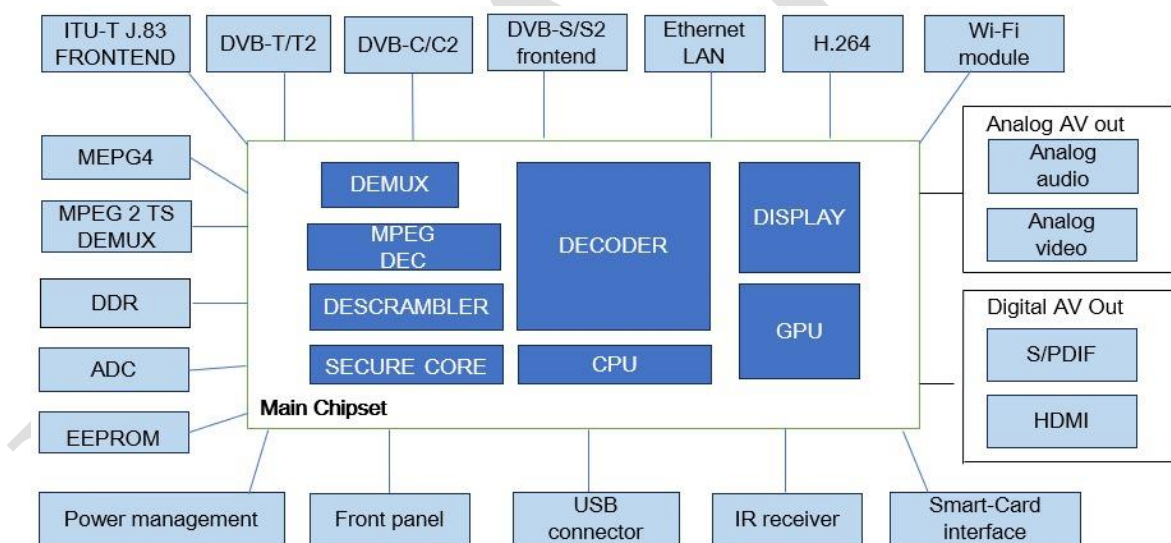 ITU-T J.83
FRONTEND
DVB-T/T2
DVB-C/C2
DVB-S/S2
frontend
Ethernet
LAN
H.264
Wi-Fi
module
MEPG4
MPEG 2 TS
DEMUX
DDR
ADC
EEPROM
DEMUX
MPEG
DEC
DESCRAMBLER
SECURE CORE
DECODER
CPU
DISPLAY
GPU
Main Chipset
Analog AV out
Analog
audio
Analog
video
Digital AV Out
S/PDIF
HDMI
Power management
Front panel
USB
connector
IR receiver
Smart-Card
interface